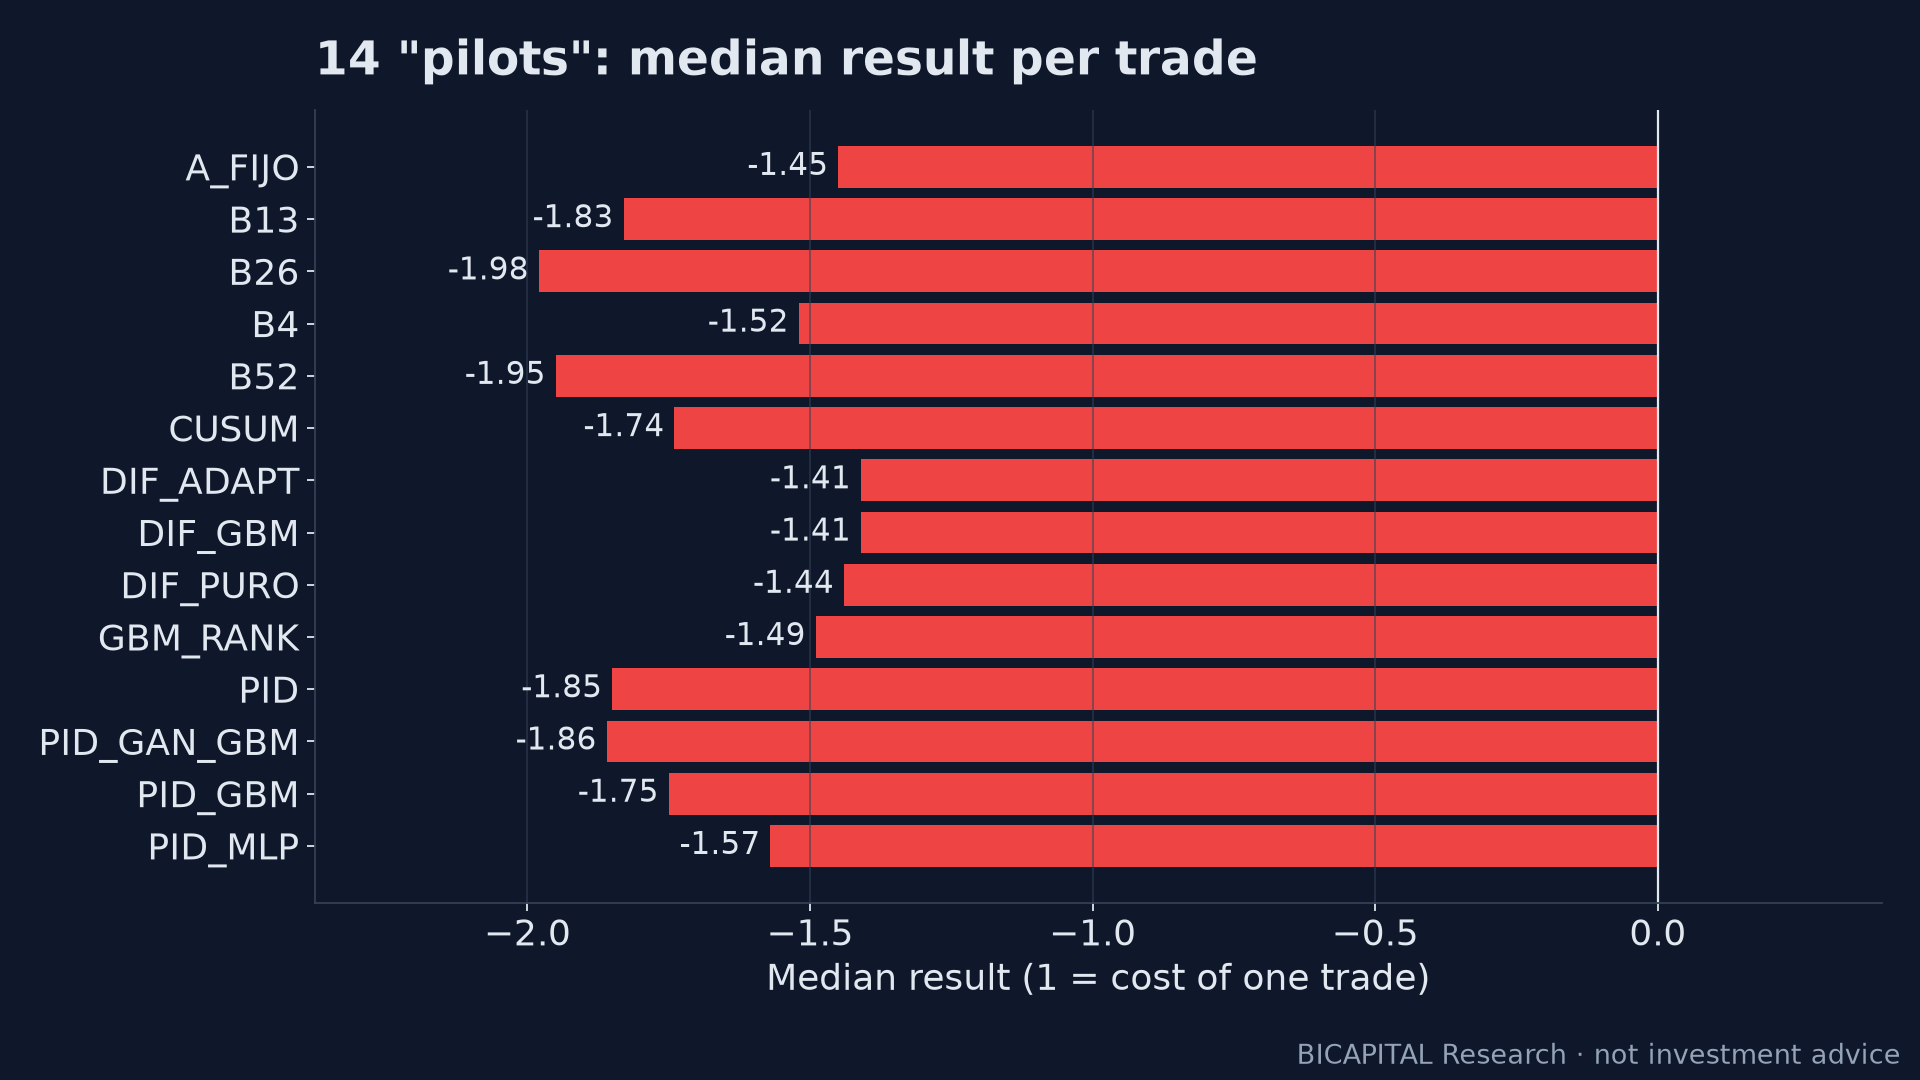 14 "pilots": median result per trade
A_FIJO -1.45
B13 -1.83
B26 -1.98
B4 -1.52
B52 -1.95
CUSUM -1.74
DIF_ADAPT -1.41
DIF_GBM -1.41
DIF_PURO -1.44
GBM_RANK -1.49
PID -1.85
PID_GAN_GBM -1.86
PID_GBM -1.75
PID_MLP -1.57
−2.0 −1.5 −1.0 −0.5 0.0
Median result (1 = cost of one trade)
BICAPITAL Research · not investment advice